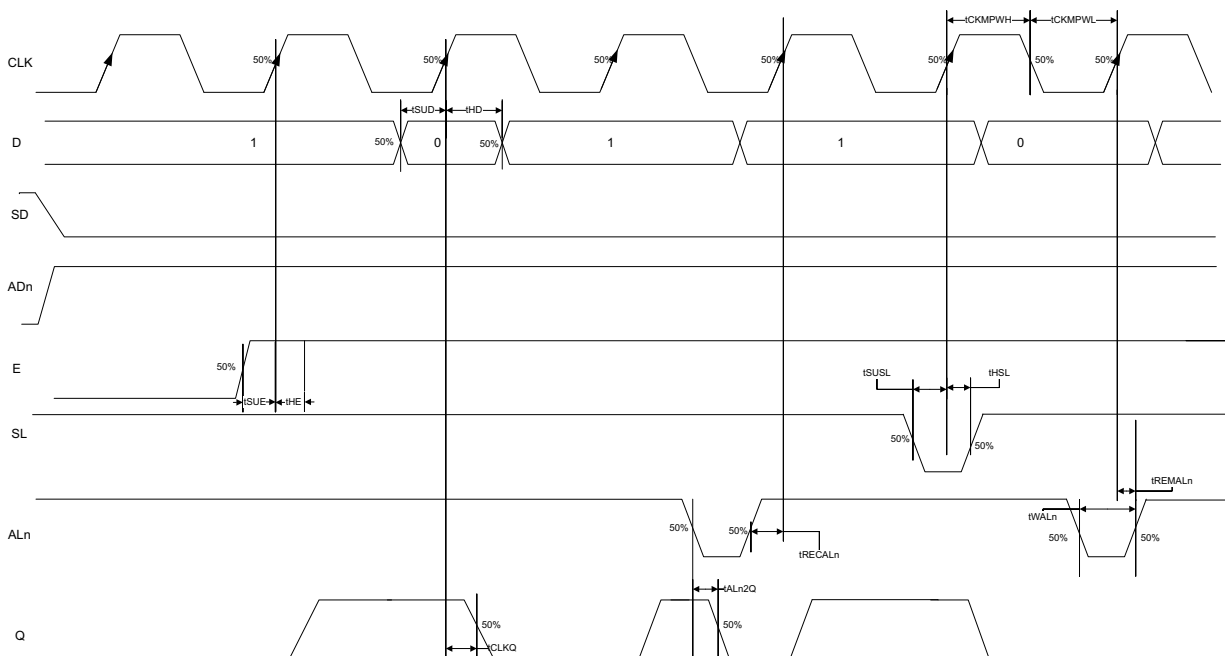 tCKMPWH
tCKMPWL
CLK
50%
50%
50%
50%
50%
50%
50%
tSUD
tHD
D
1
50%
0
50%
1
1
0
SD
ADn
E
50%
tSUE
tHE
tSUSL
tHSL
SL
50%
50%
tREMALn
tWALn
ALn
50%
50%
50%
50%
tRECALn
tALn2Q
Q
50%
50%
tCLKQ